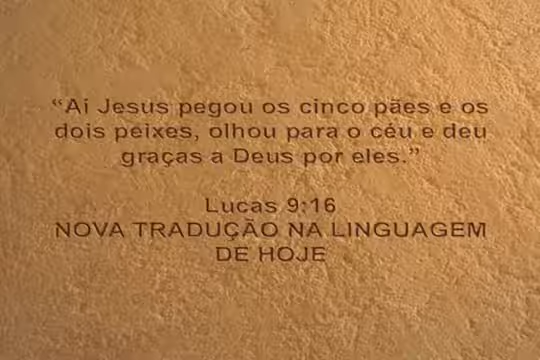 “Aí Jesus pegou os cinco pães e os
dois peixes, olhou para o céu e deu
graças a Deus por eles.”
Lucas 9:16
NOVA TRADUÇÃO NA LINGUAGEM
DE HOJE